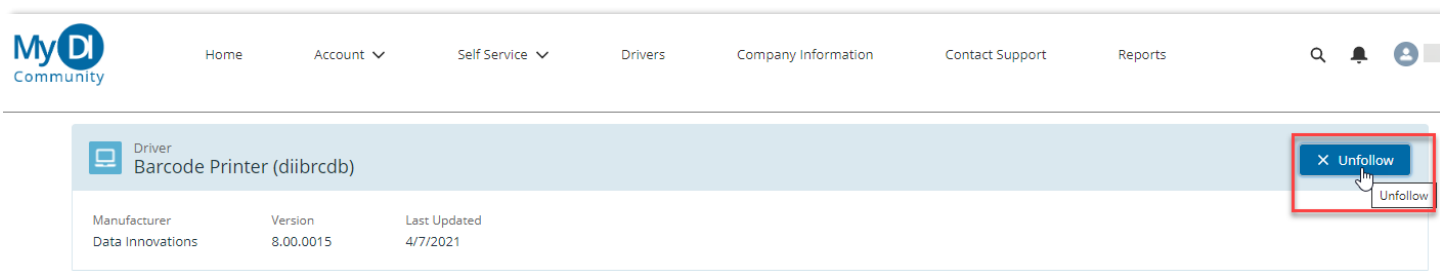 My DI
Community
Home Account Self Service Drivers Company Information Contact Support Reports
Driver
Barcode Printer (diibrcdb)
Unfollow
Unfollow
Manufacturer Version Last Updated
Data Innovations 8.00.0015 4/7/2021